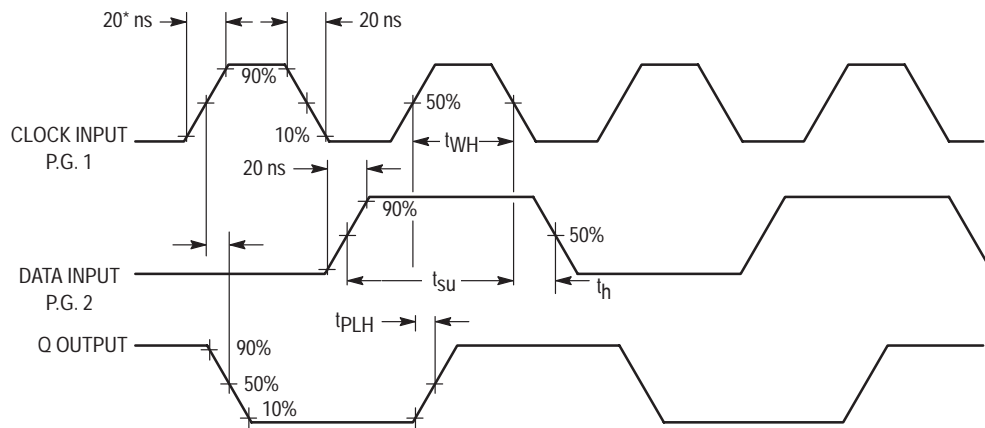 20* ns
20 ns
90%
CLOCK INPUT
P.G. 1
10%
50%
tWH
20 ns
90%
50%
DATA INPUT
P.G. 2
tsu
th
tPLH
Q OUTPUT
90%
50%
10%